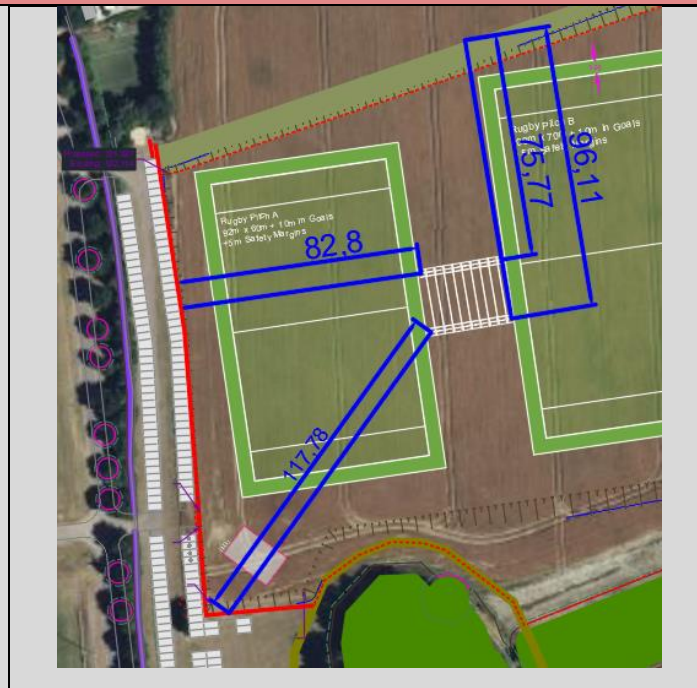 Rugby Pitch B
75,77
96,11
Rugby Pitch A
92m x 60m + 10m In Goals
+5m Safety Margins
82,8
117,78